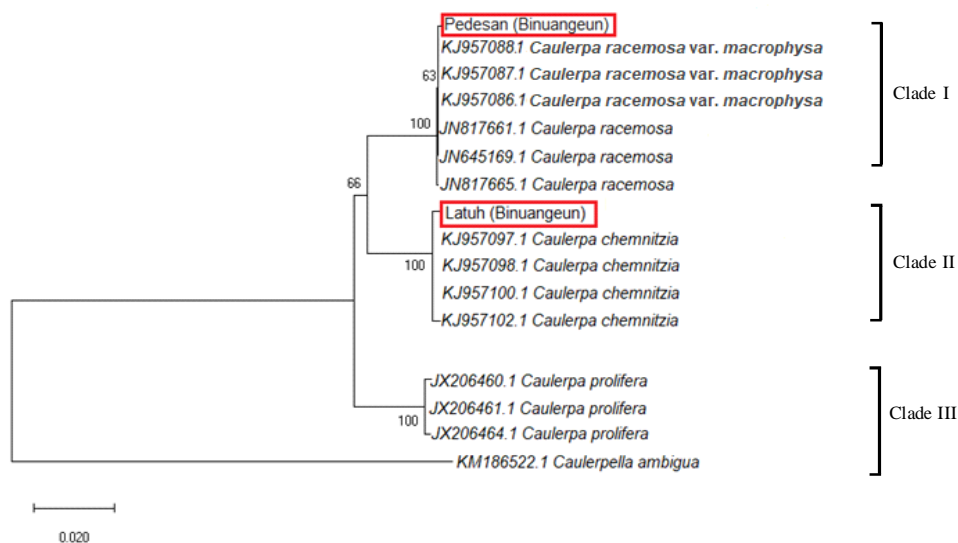 Pedesan (Binuangeun)
KJ957088.1 Caulerpa racemosa var. macrophysa
63
KJ957087.1 Caulerpa racemosa var. macrophysa
Clade I
KJ957086.1 Caulerpa racemosa var. macrophysa
100
JN817661.1 Caulerpa racemosa
JN645169.1 Caulerpa racemosa
66
JN817665.1 Caulerpa racemosa
Latuh (Binuangeun)
KJ957097.1 Caulerpa chemnitzia
Clade II
100
KJ957098.1 Caulerpa chemnitzia
KJ957100.1 Caulerpa chemnitzia
KJ957102.1 Caulerpa chemnitzia
JX206460.1 Caulerpa prolifera
JX206461.1 Caulerpa prolifera
Clade III
100
JX206464.1 Caulerpa prolifera
KM186522.1 Caulerpella ambigua
0.020